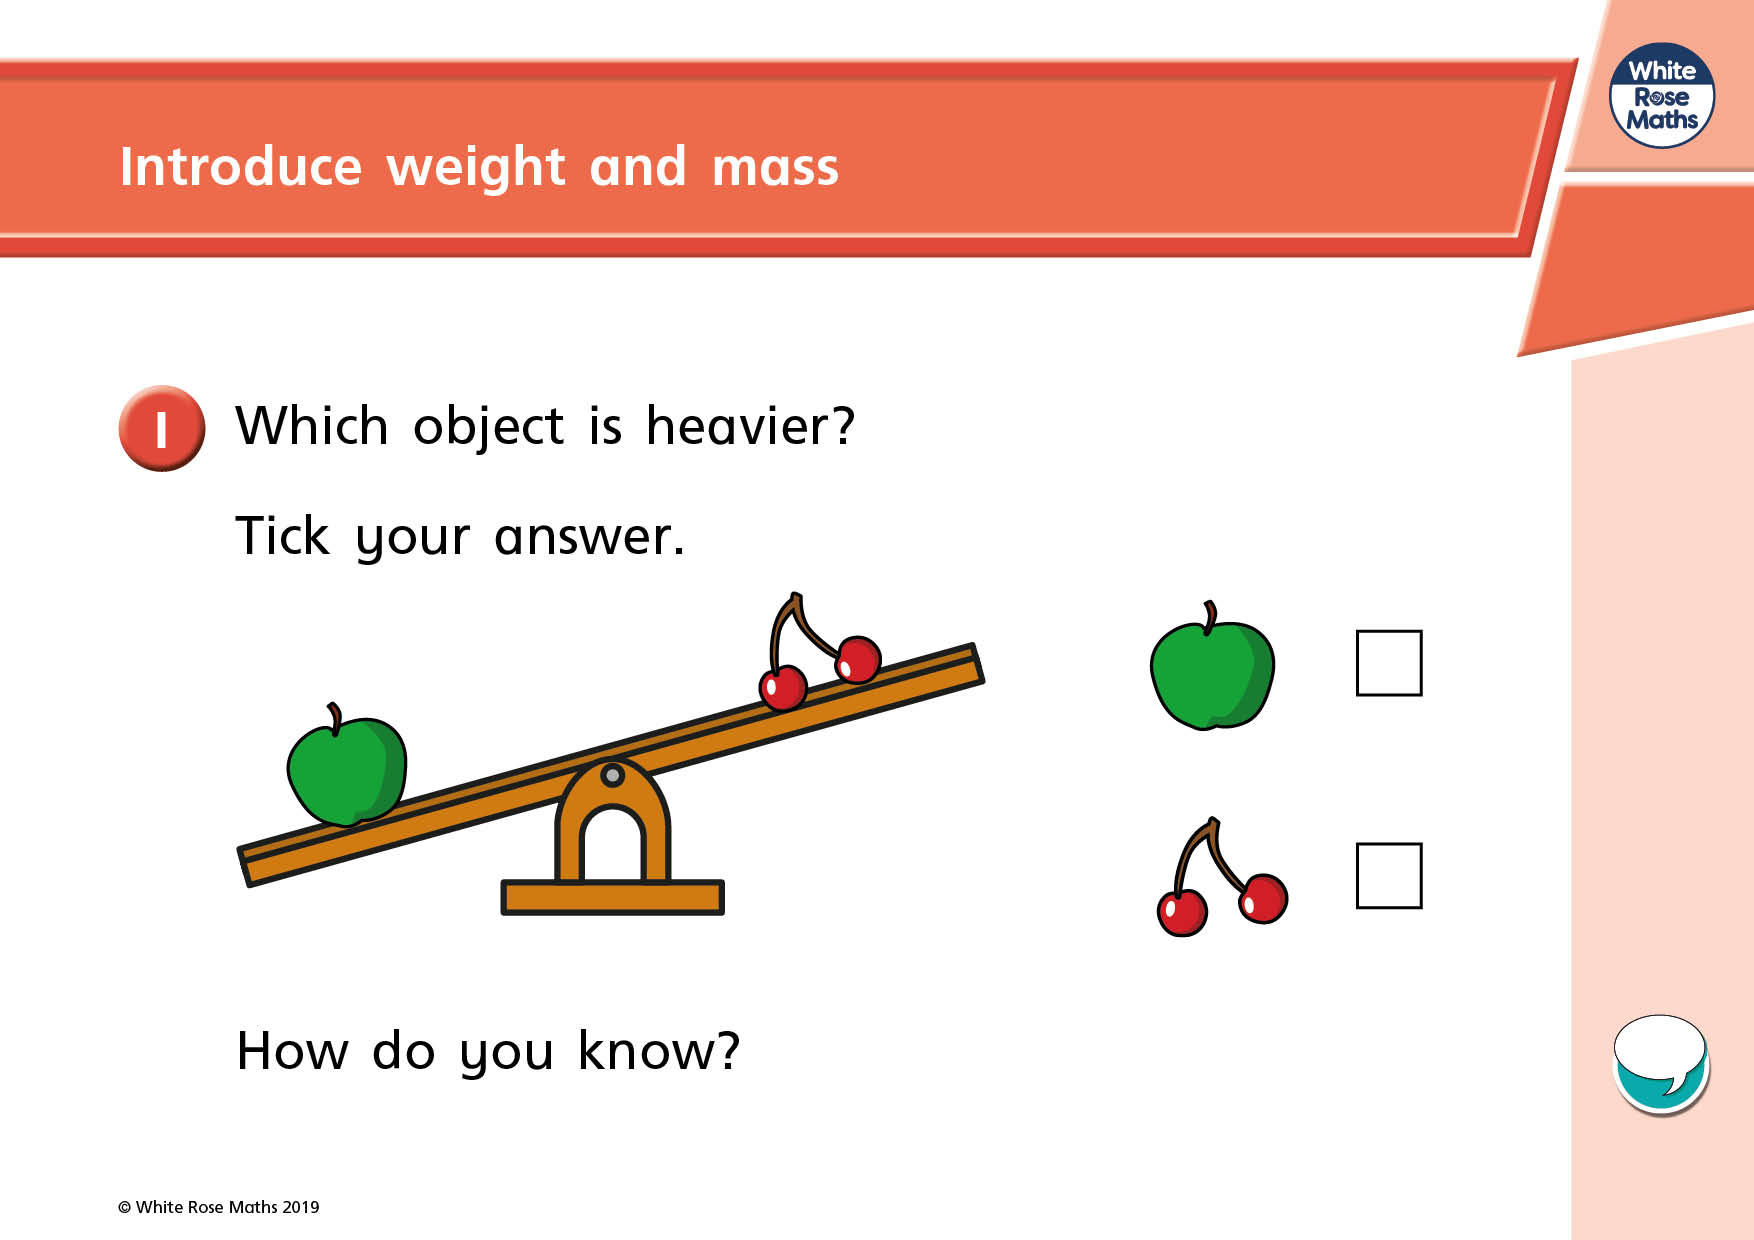 White
Rose
Maths
Introduce weight and mass
1 Which object is heavier?
Tick your answer.
How do you know?
© White Rose Maths 2019